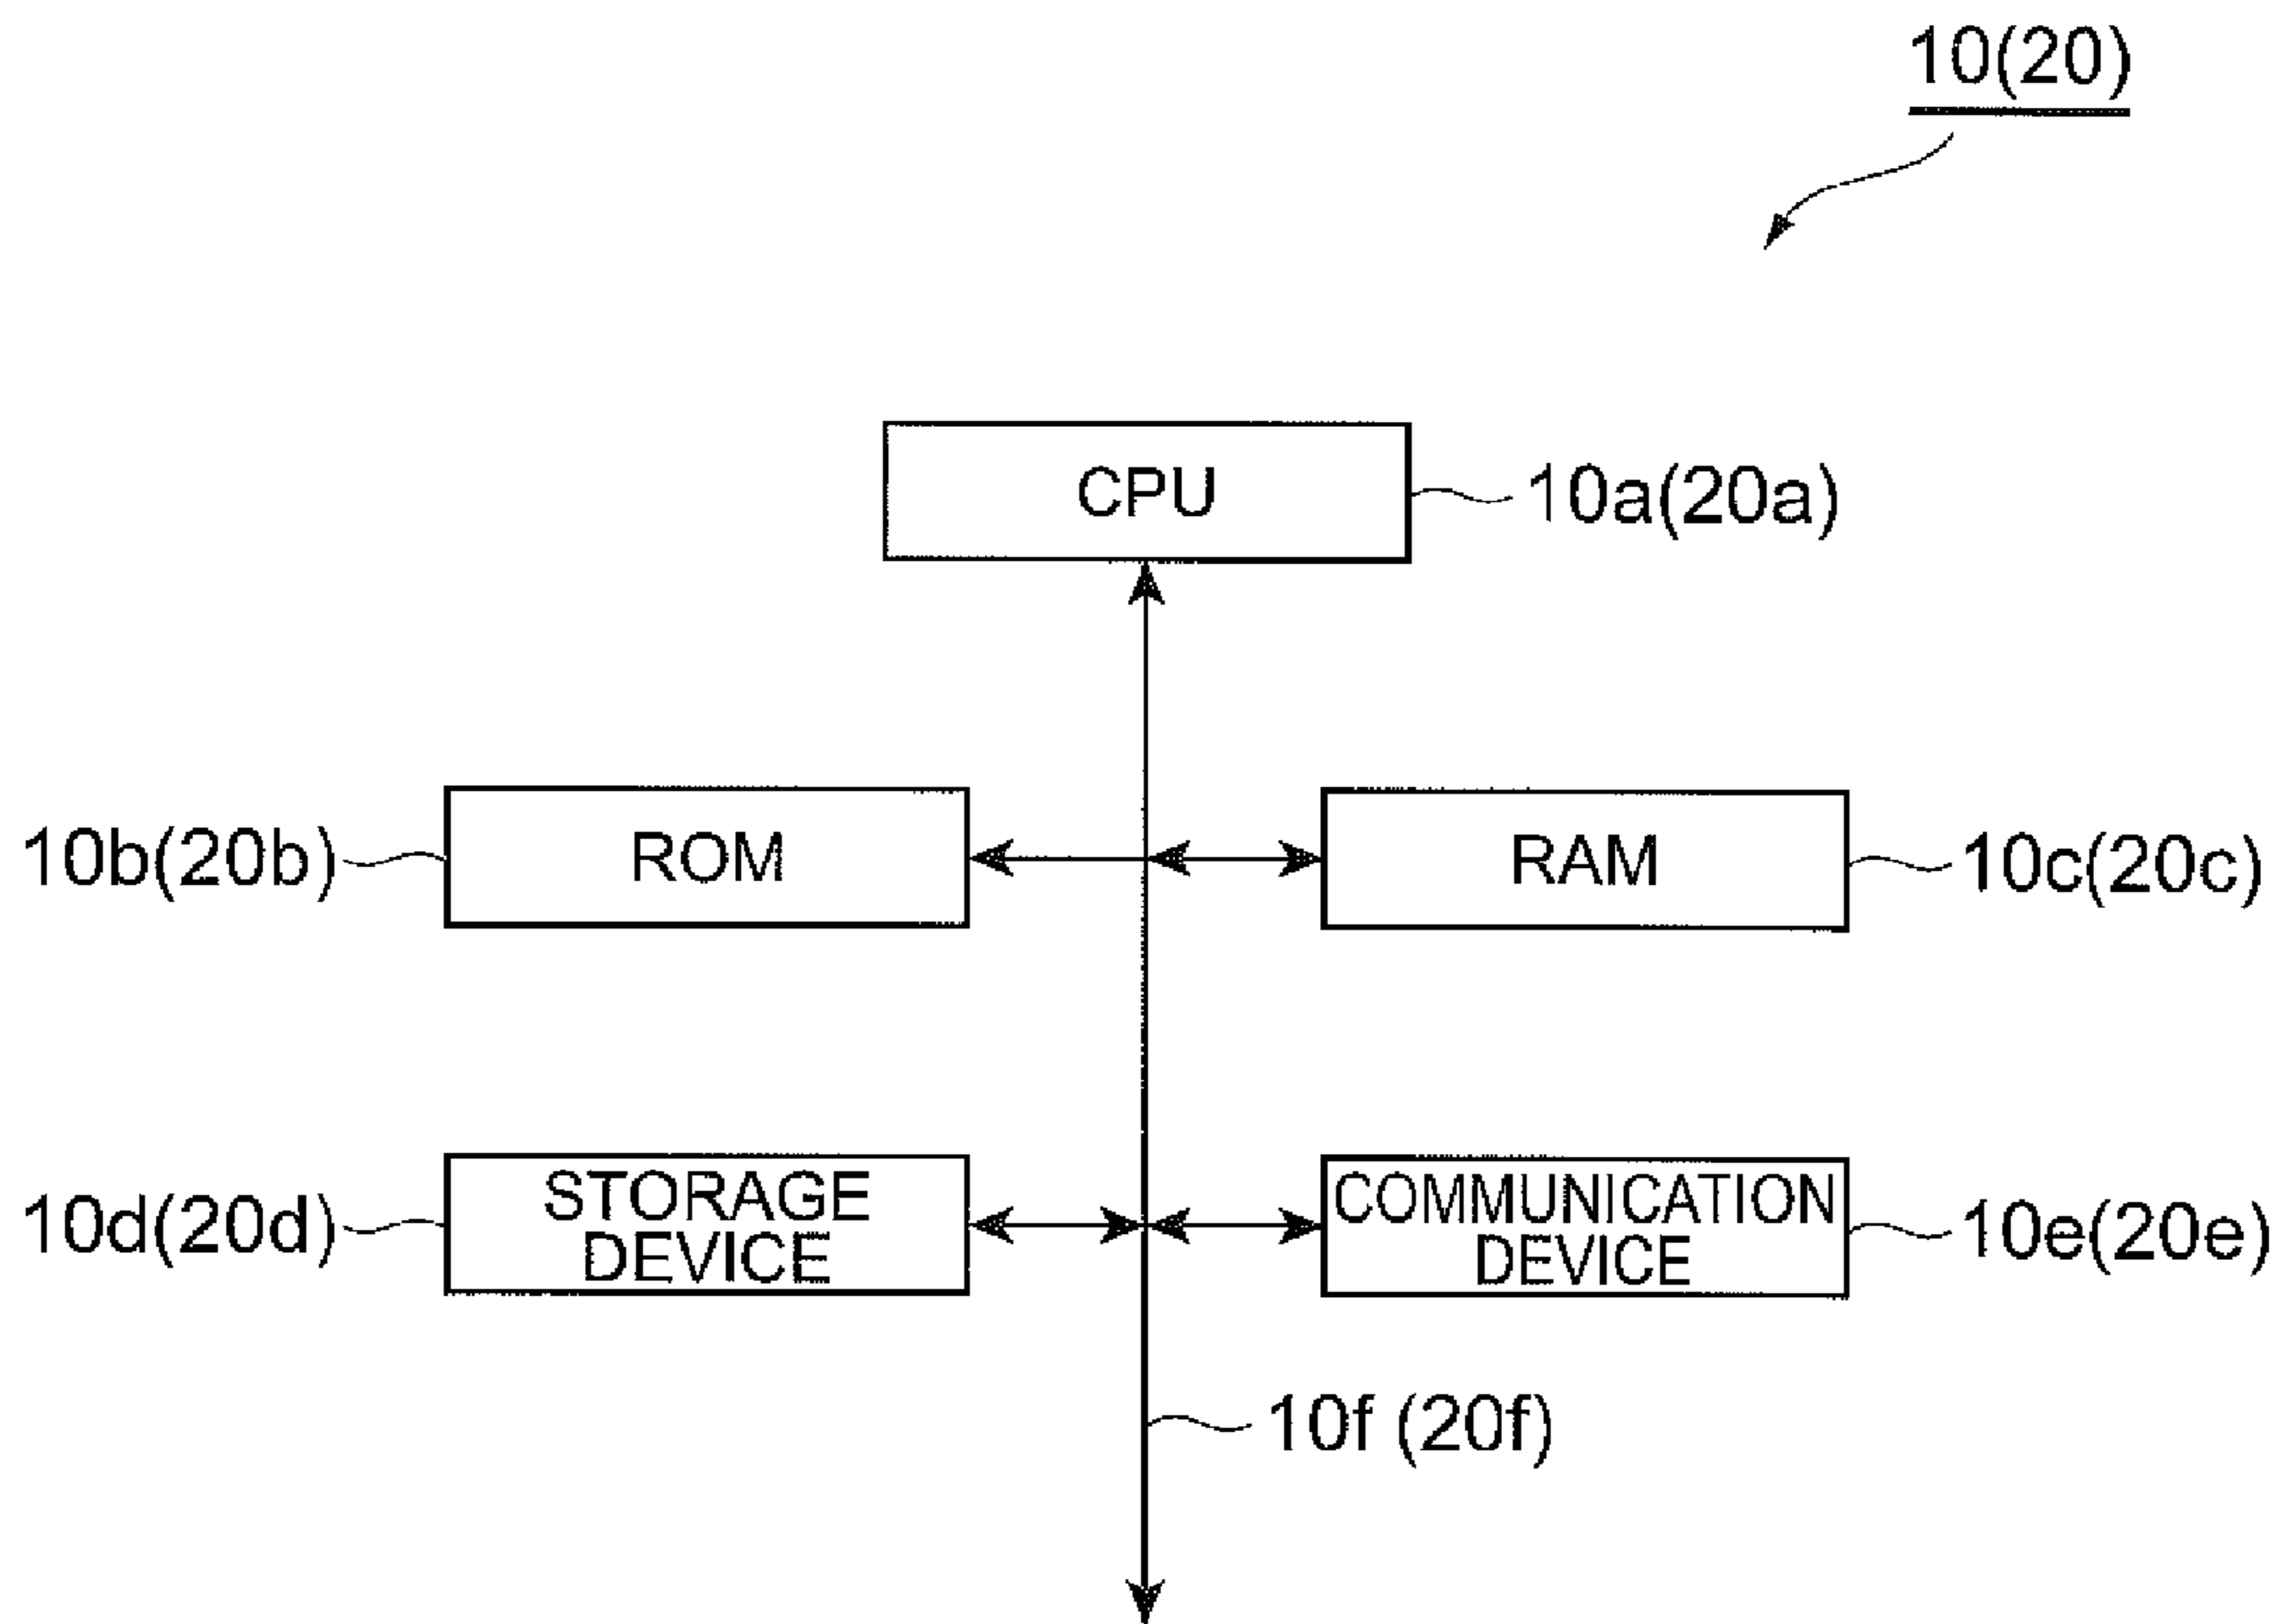 10(20)
CPU
10a(20a)
10b(20b)
ROM
RAM
10c(20c)
10d(20d)
STORAGE
DEVICE
COMMUNICATION
DEVICE
10e(20e)
10f (20f)